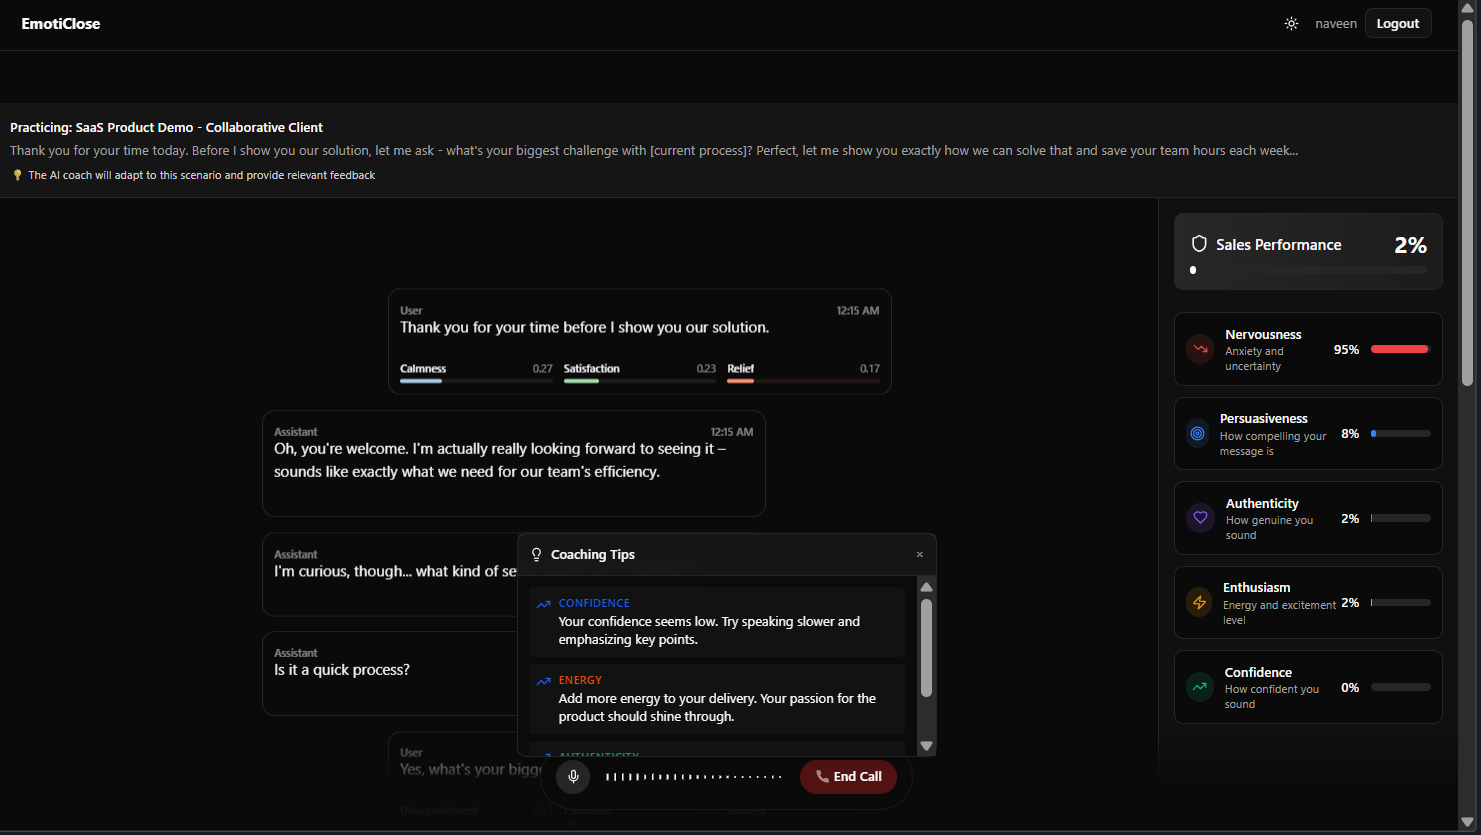 EmotiClose
naveen
Logout
Practicing: SaaS Product Demo - Collaborative Client
Thank you for your time today. Before I show you our solution, let me ask - what's your biggest challenge with [current process]? Perfect, let me show you exactly how we can solve that and save your team hours each week...
The AI coach will adapt to this scenario and provide relevant feedback
User
12:15 AM
Thank you for your time before I show you our solution.
Calmness 0.27
Satisfaction 0.23
Relief 0.17
Assistant
12:15 AM
Oh, you're welcome. I'm actually really looking forward to seeing it –
sounds like exactly what we need for our team's efficiency.
Assistant
I'm curious, though... what kind of se
Assistant
Is it a quick process?
User
Yes, what's your bigg
Disappointment
Coaching Tips
×
CONFIDENCE
Your confidence seems low. Try speaking slower and
emphasizing key points.
ENERGY
Add more energy to your delivery. Your passion for the
product should shine through.
AUTHENTICITY
End Call
Sales Performance
2%
Nervousness
Anxiety and
uncertainty
95%
Persuasiveness
How compelling your
message is
8%
Authenticity
How genuine you
sound
2%
Enthusiasm
Energy and excitement
level
2%
Confidence
How confident you
sound
0%